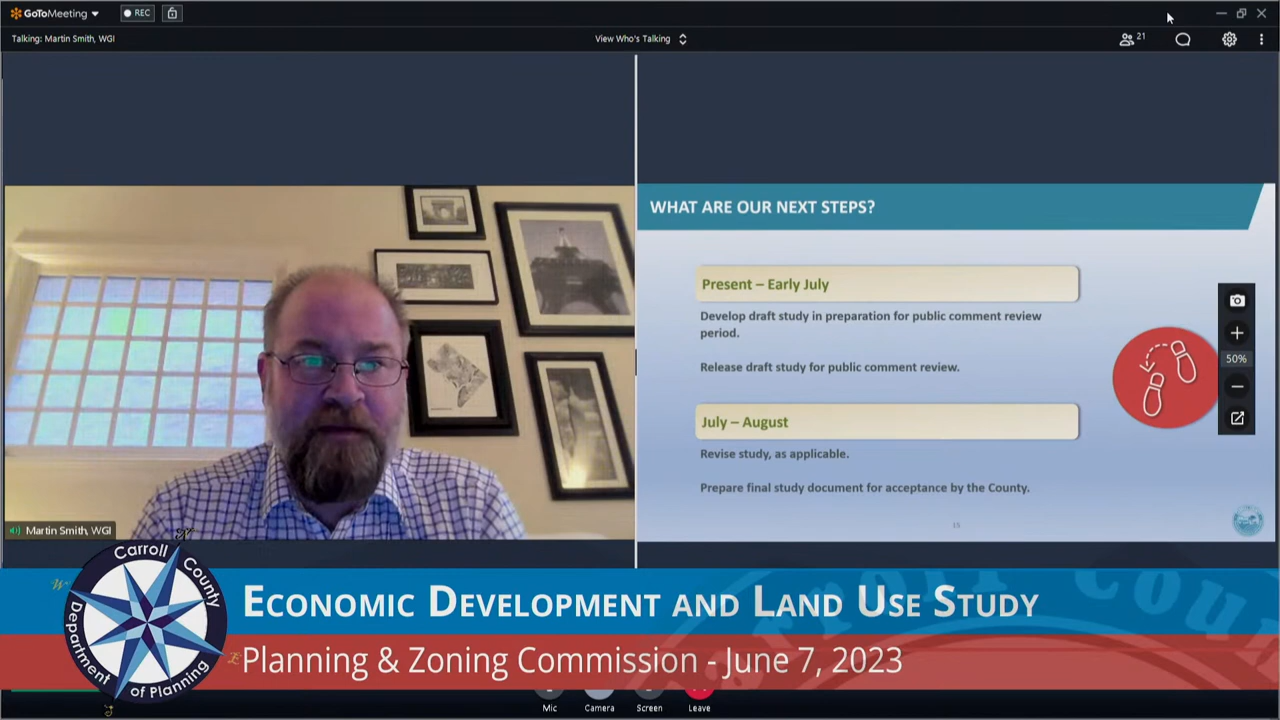 GoToMeeting
REC
Talking: Martin Smith, WGI
View Who's Talking
21
WHAT ARE OUR NEXT STEPS?
Present – Early July
Develop draft study in preparation for public comment review
period.
Release draft study for public comment review.
50%
July – August
Revise study, as applicable.
Prepare final study document for acceptance by the County.
15
Martin Smith, WGI
Carroll County
Department of Planning
ECONOMIC DEVELOPMENT AND LAND USE STUDY
Planning & Zoning Commission - June 7, 2023
Mic
Camera
Screen
Leave